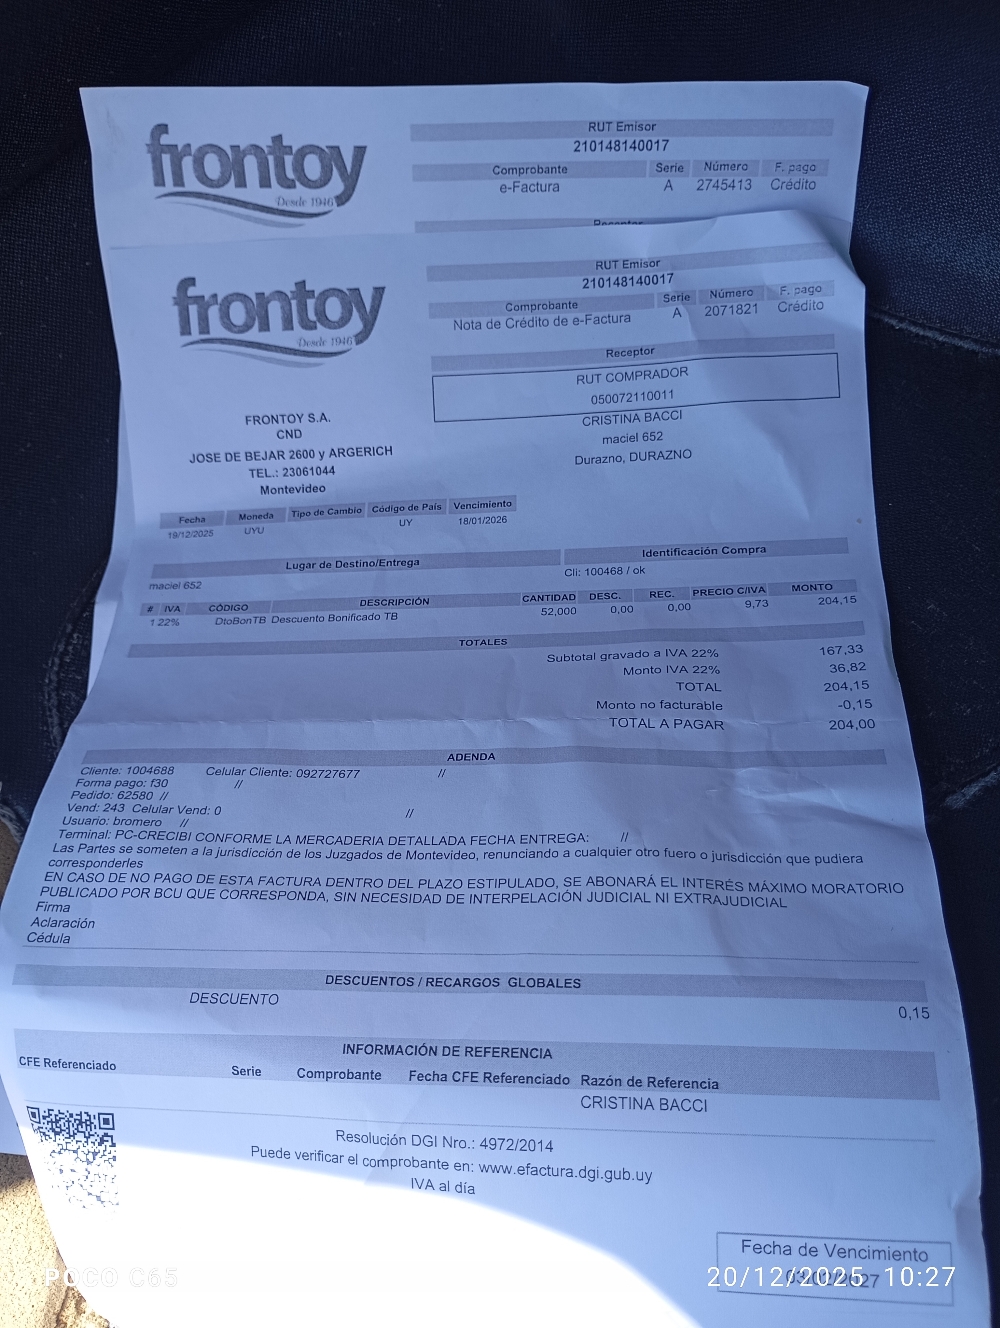 frontoy
Desde 1946
RUT Emisor
210148140017
Comprobante Serie Número F. pago
e-Factura A 2745413 Crédito
Receptor
frontoy
Desde 1946
RUT Emisor
210148140017
Comprobante Serie Número F. pago
Nota de Crédito de e-Factura A 2071821 Crédito
Receptor
RUT COMPRADOR
050072110011
CRISTINA BACCI
maciel 652
Durazno, DURAZNO
FRONTOY S.A.
CND
JOSE DE BEJAR 2600 y ARGERICH
TEL.: 23061044
Montevideo
Fecha Moneda Tipo de Cambio Código de País Vencimiento
19/12/2025 UYU UY 18/01/2026
Lugar de Destino/Entrega Identificación Compra
maciel 652 Cli: 100468 / ok
# IVA CÓDIGO DESCRIPCIÓN CANTIDAD DESC. REC. PRECIO C/IVA MONTO
1 22% DtoBonTB Descuento Bonificado TB 52,000 0,00 0,00 9,73 204,15
TOTALES
Subtotal gravado a IVA 22% 167,33
Monto IVA 22% 36,82
TOTAL 204,15
Monto no facturable -0,15
TOTAL A PAGAR 204,00
ADENDA
Cliente: 1004688 Celular Cliente: 092727677 //
Forma pago: f30 //
Pedido: 62580 //
Vend: 243 Celular Vend: 0 //
Usuario: bromero //
Terminal: PC-CRECIBI CONFORME LA MERCADERIA DETALLADA FECHA ENTREGA: //
Las Partes se someten a la jurisdicción de los Juzgados de Montevideo, renunciando a cualquier otro fuero o jurisdicción que pudiera
corresponderles
EN CASO DE NO PAGO DE ESTA FACTURA DENTRO DEL PLAZO ESTIPULADO, SE ABONARÁ EL INTERÉS MÁXIMO MORATORIO
PUBLICADO POR BCU QUE CORRESPONDA, SIN NECESIDAD DE INTERPELACIÓN JUDICIAL NI EXTRAJUDICIAL
Firma
Aclaración
Cédula
DESCUENTOS / RECARGOS GLOBALES
DESCUENTO 0,15
INFORMACIÓN DE REFERENCIA
CFE Referenciado Serie Comprobante Fecha CFE Referenciado Razón de Referencia
CRISTINA BACCI
Resolución DGI Nro.: 4972/2014
Puede verificar el comprobante en: www.efactura.dgi.gub.uy
IVA al día
Fecha de Vencimiento
POCO C65
20/12/2025 10:27